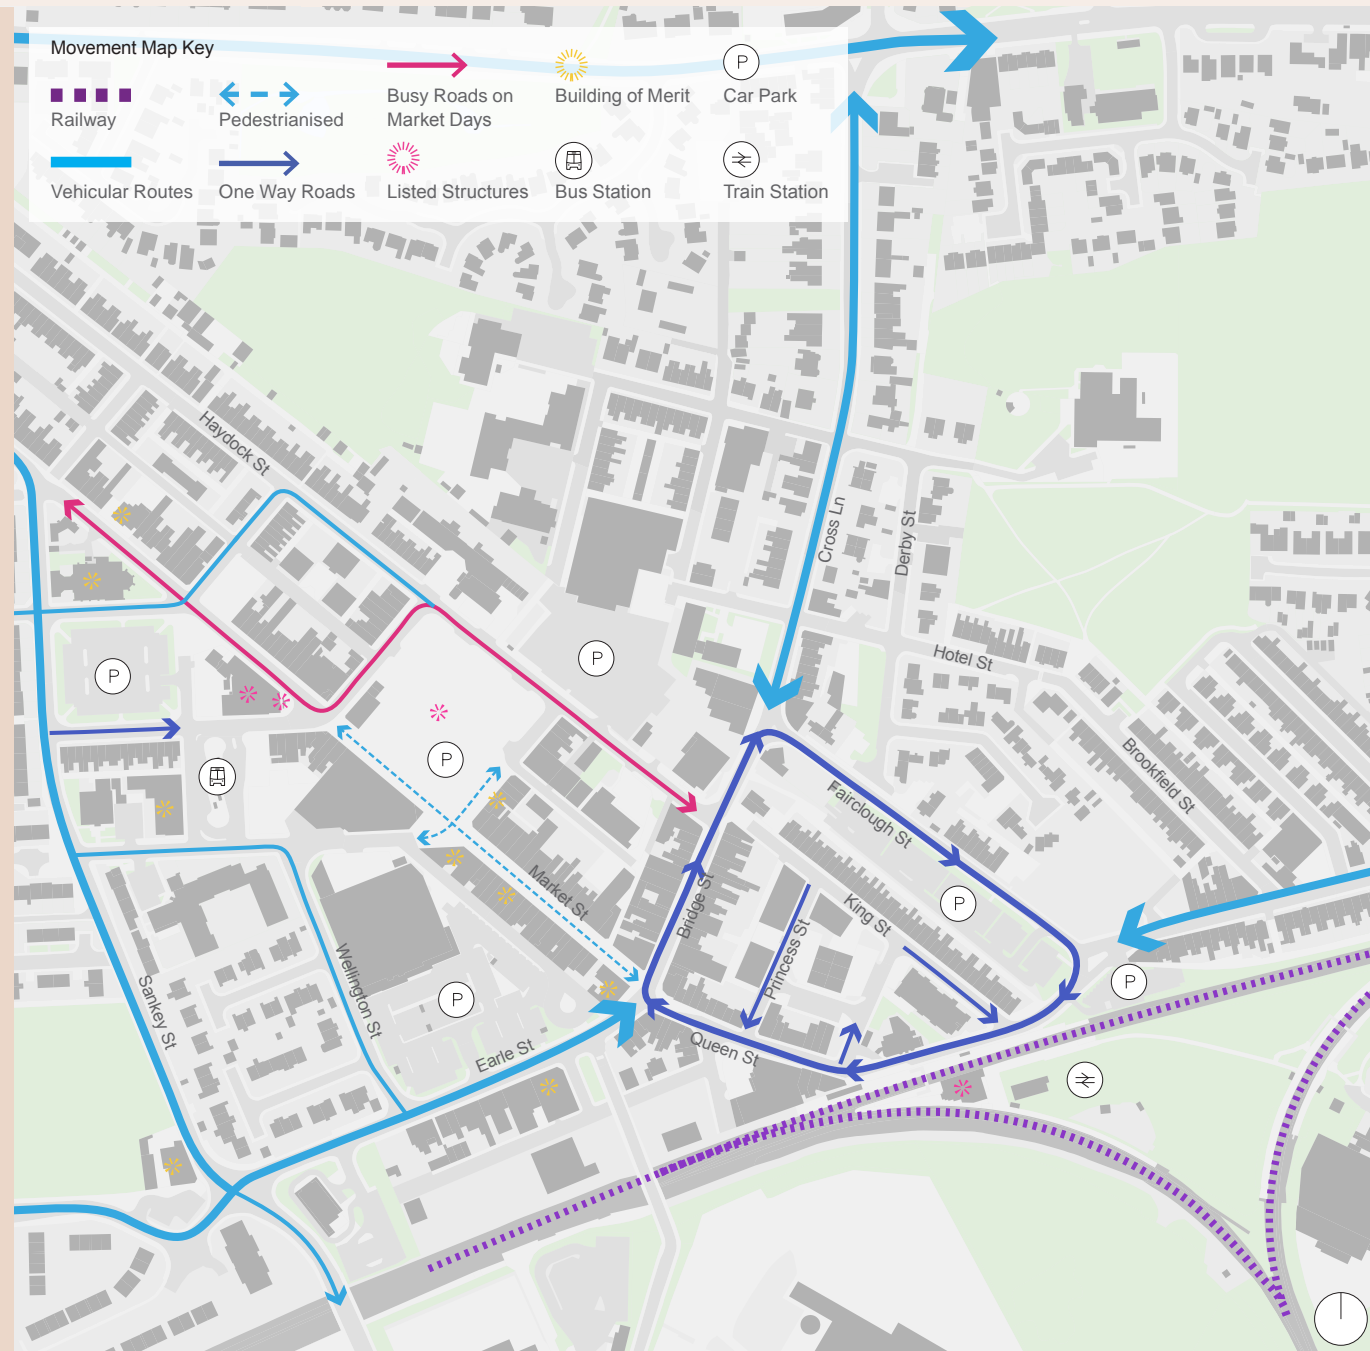 Movement Map Key
Railway
Pedestrianised
Busy Roads on
Market Days
Building of Merit
P
Car Park
Vehicular Routes
One Way Roads
Listed Structures
Bus Station
Train Station
Haydock St
Cross Ln
Derby St
Hotel St
P
P
P
Brookfield St
Fairclough St
Market St
Bridge St
King St
P
Princess St
Wellington St
Sankey St
P
P
Queen St
Earle St